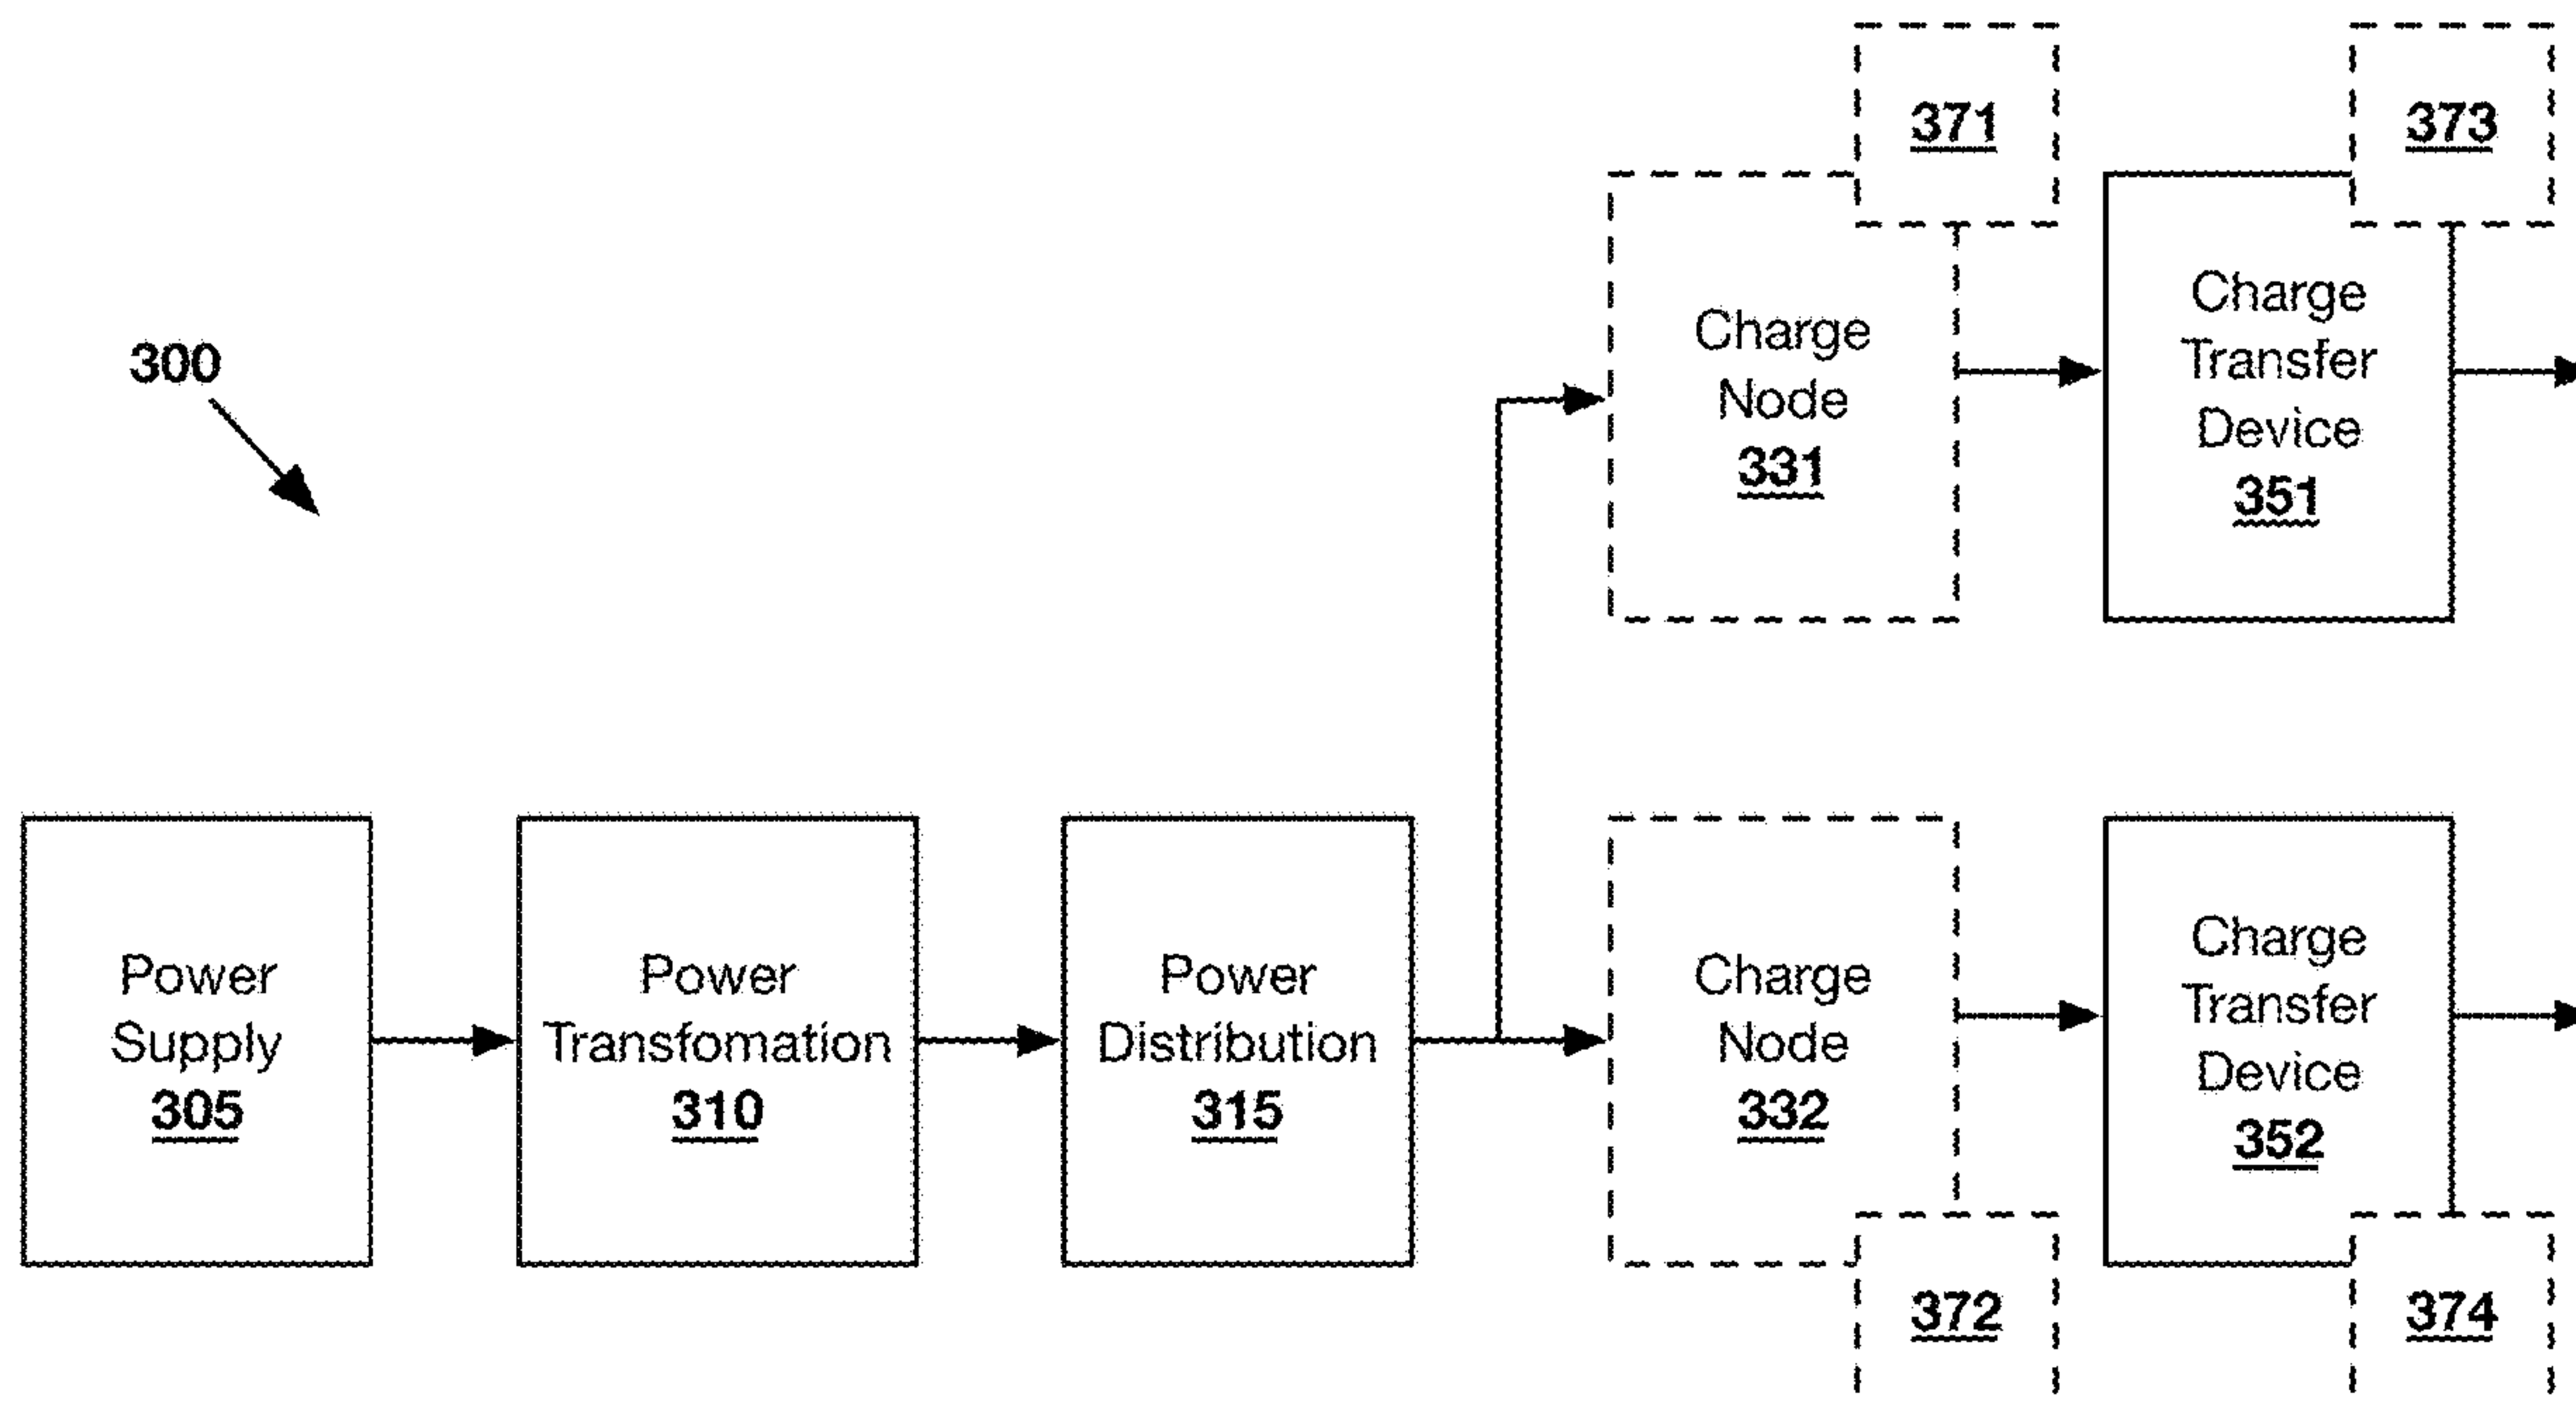 371
373
Charge
Node
331
Charge
Transfer
Device
351
300
Power
Supply
305
Power
Transfomation
310
Power
Distribution
315
Charge
Node
332
Charge
Transfer
Device
352
372
374